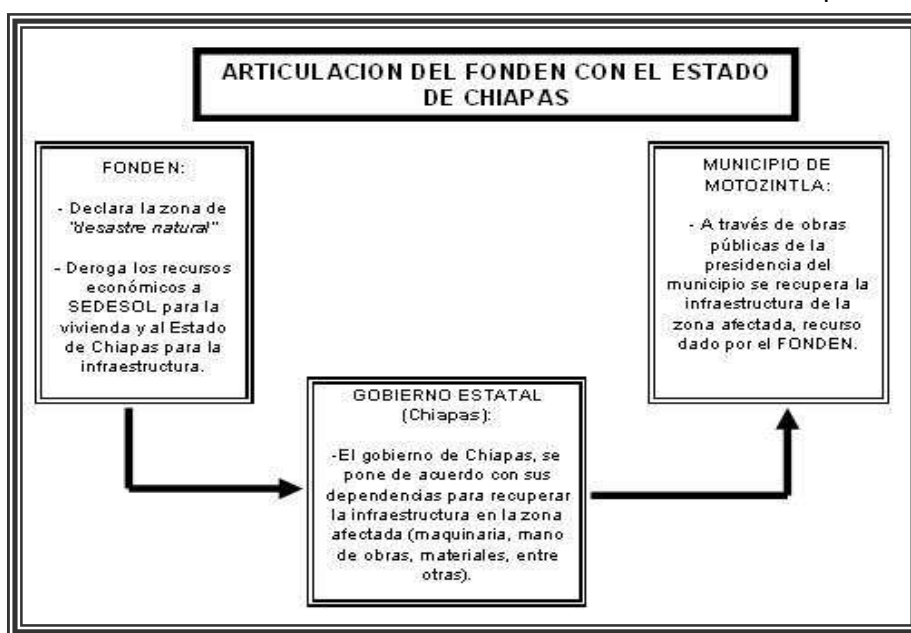 ARTICULACION DEL FONDEN CON EL ESTADO
DE CHIAPAS
FONDEN:
- Declara la zona de
"desastre natural"
- Deroga los recursos
económicos a
SEDESOL para la
vivienda y al Estado
de Chiapas para la
infraestructura.
GOBIERNO ESTATAL
(Chiapas):
-El gobierno de Chiapas, se
pone de acuerdo con sus
dependencias para recuperar
la infraestructura en la zona
afectada (maquinaria, mano
de obras, materiales, entre
otras).
MUNICIPIO DE
MOTOZINTLA:
- A través de obras
públicas de la
presidencia del
municipio se recupera la
infraestructura de la
zona afectada, recurso
dado por el FONDEN.